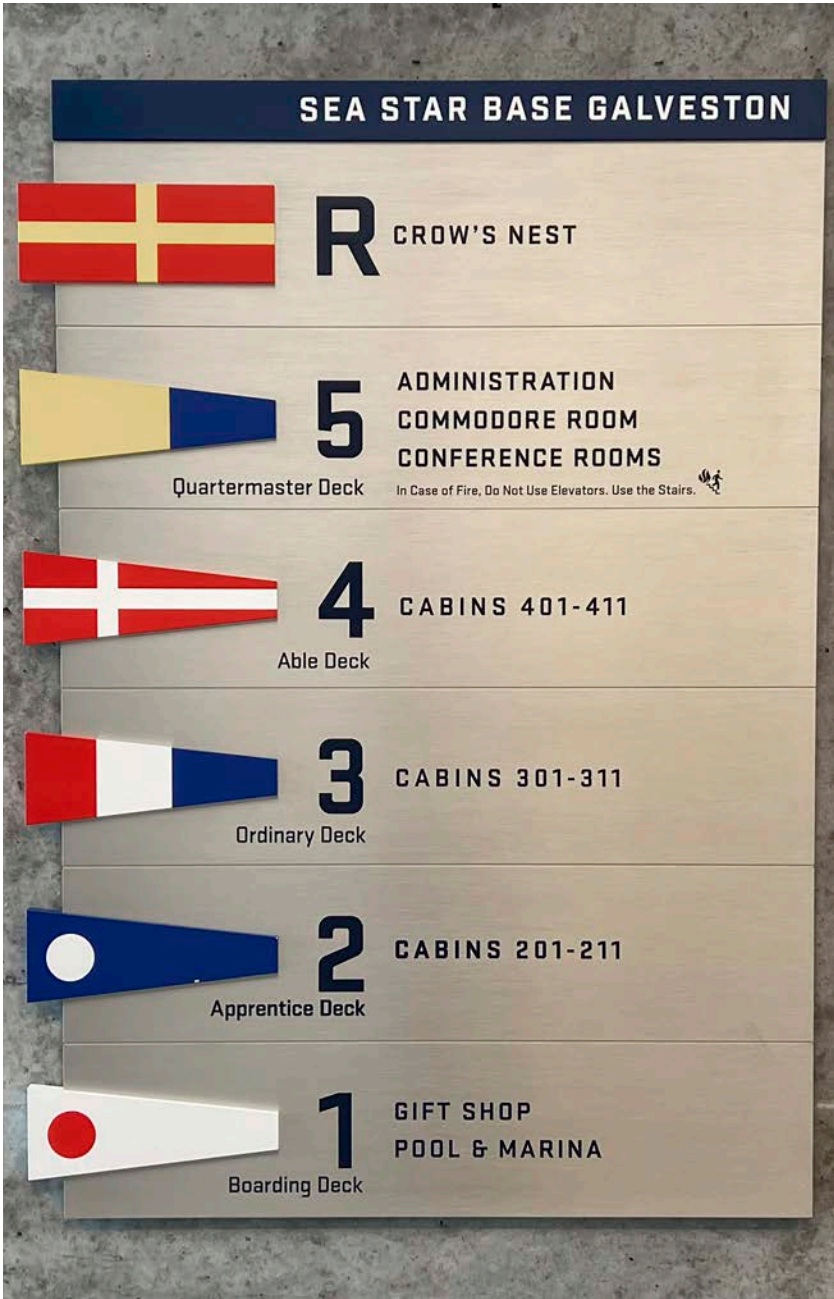 SEA STAR BASE GALVESTON
R CROW'S NEST
5 ADMINISTRATION
COMMODORE ROOM
CONFERENCE ROOMS
Quartermaster Deck
In Case of Fire, Do Not Use Elevators. Use the Stairs.
4 CABINS 401-411
Able Deck
3 CABINS 301-311
Ordinary Deck
2 CABINS 201-211
Apprentice Deck
1 GIFT SHOP
POOL & MARINA
Boarding Deck